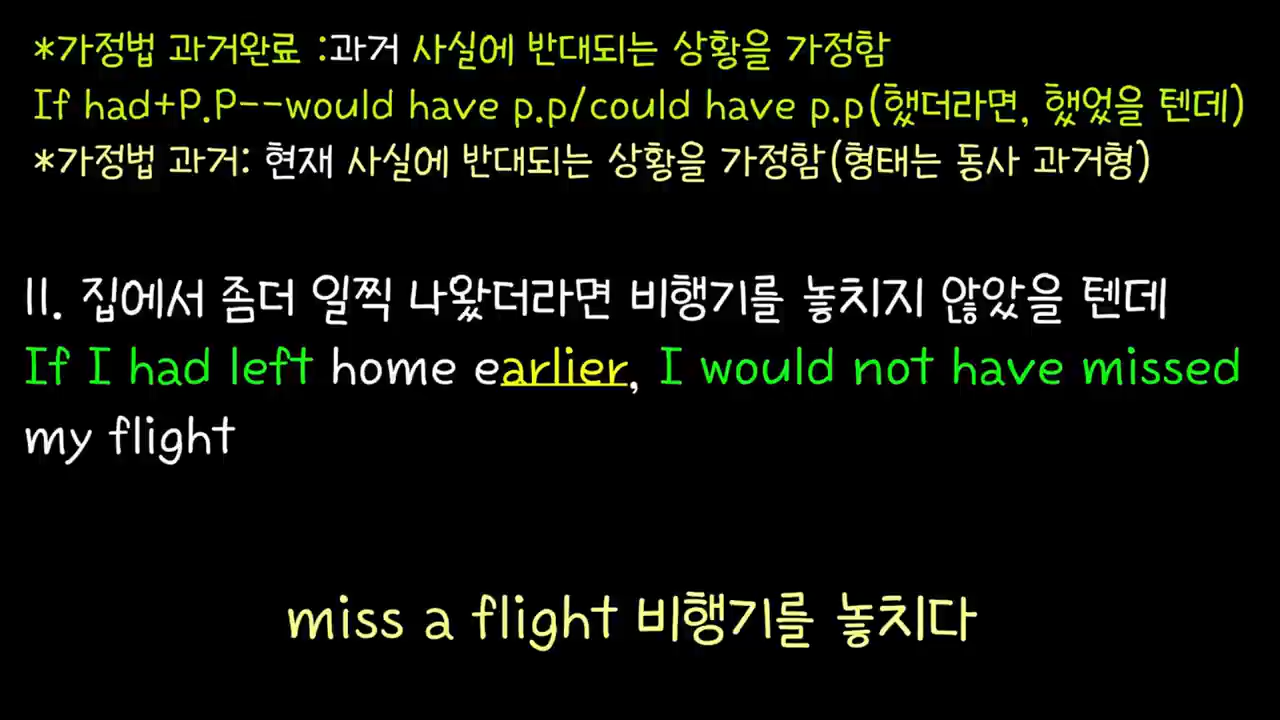 *가정법 과거완료 :과거 사실에 반대되는 상황을 가정함
If had+P.P--would have p.p/could have p.p(했더라면, 했었을 텐데)
*가정법 과거: 현재 사실에 반대되는 상황을 가정함(형태는 동사 과거형)
II. 집에서 좀더 일찍 나왔더라면 비행기를 놓치지 않았을 텐데
If I had left home earlier, I would not have missed
my flight
miss a flight 비행기를 놓치다